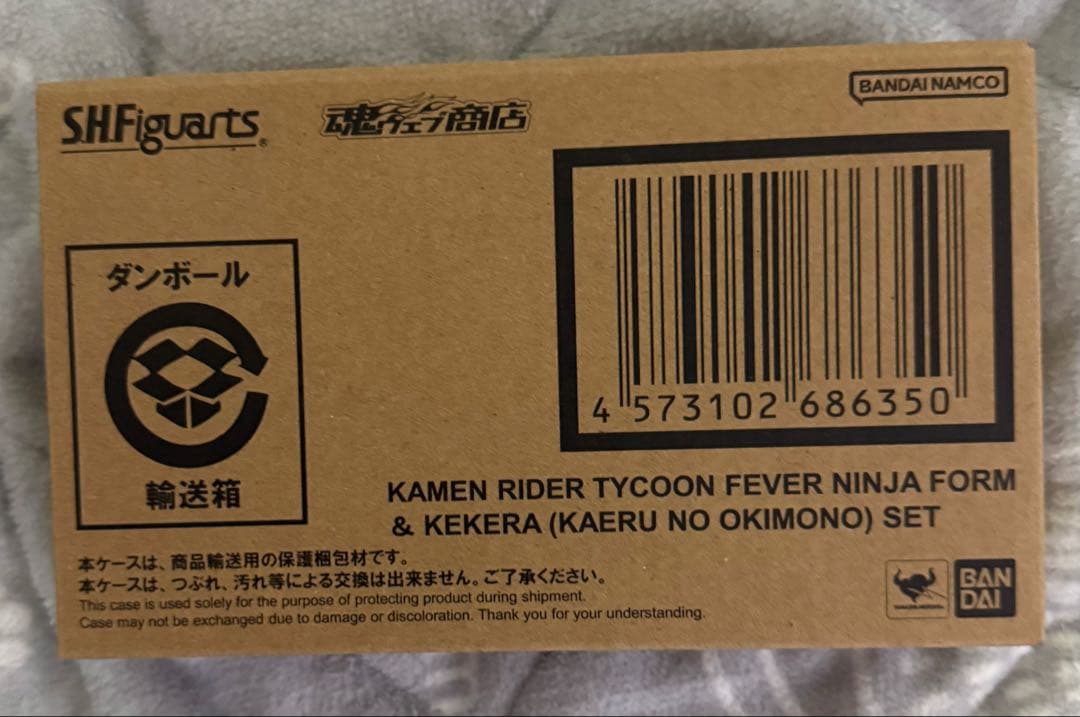 S.H.Figuarts®
魂ウェブ商店
BANDAI NAMCO
ダンボール
輸送箱
4 573102 686350
KAMEN RIDER TYCOON FEVER NINJA FORM
& KEKERA (KAERU NO OKIMONO) SET
本ケースは、商品輸送用の保護梱包材です。
本ケースは、つぶれ、汚れ等による交換は出来ません。ご了承ください。
This case is used solely for the purpose of protecting product during shipment.
Case may not be exchanged due to damage or discoloration. Thank you for your understanding.
BAN
DAI